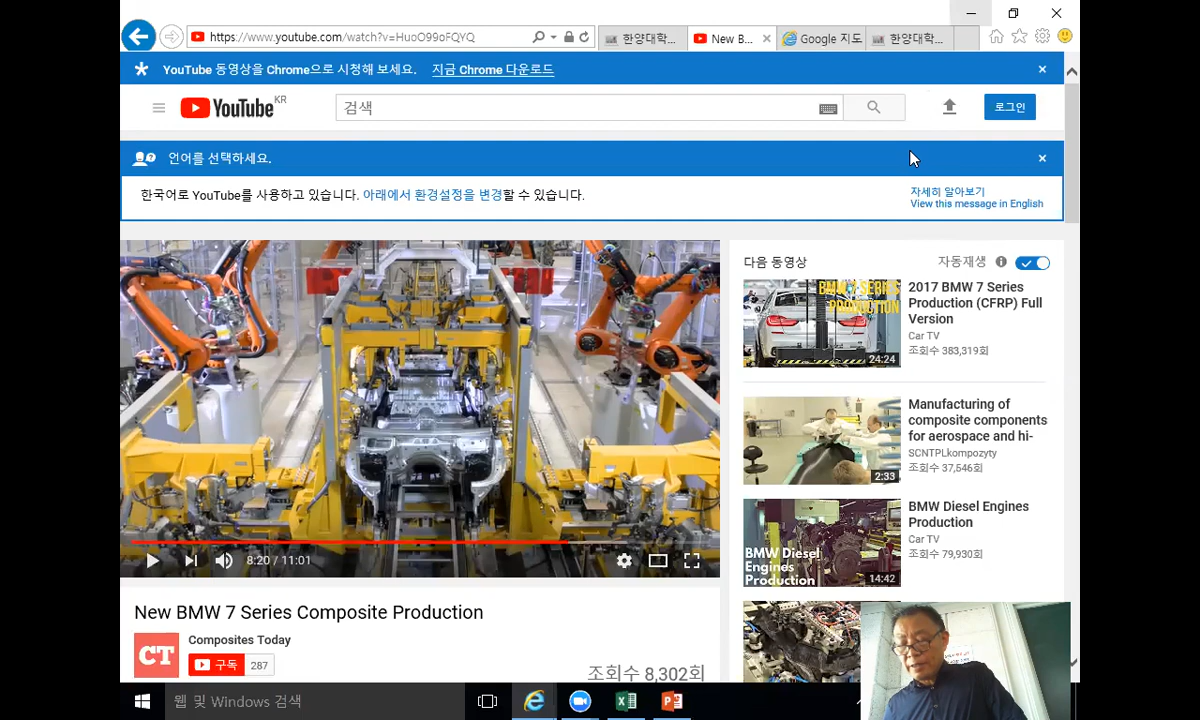 https://www.youtube.com/watch?v=HuoO99oFQYQ
한양대학...
New B...
Google 지도
한양대학...
YouTube 동영상을 Chrome으로 시청해 보세요. 지금 Chrome 다운로드
YouTube KR
검색
로그인
언어를 선택하세요.
한국어로 YouTube를 사용하고 있습니다. 아래에서 환경설정을 변경할 수 있습니다.
자세히 알아보기
View this message in English
8:20 / 11:01
New BMW 7 Series Composite Production
CT
Composites Today
구독 287
조회수 8,302회
다음 동영상
자동재생
BMW 7 SERIES
PRODUCTION
24:24
2017 BMW 7 Series
Production (CFRP) Full
Version
Car TV
조회수 383,319회
2:33
Manufacturing of
composite components
for aerospace and hi-
SCNTPLkompozyty
조회수 37,546회
BMW Diesel
Engines
Production
14:42
BMW Diesel Engines
Production
Car TV
조회수 79,930회
웹 및 Windows 검색